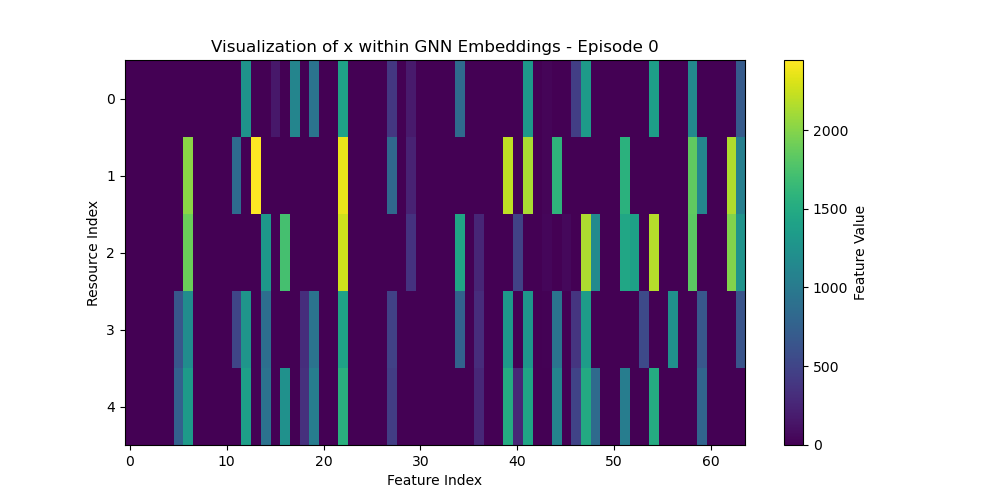 Visualization of x within GNN Embeddings - Episode 0
Resource Index
0
1
2
3
4
0 10 20 30 40 50 60
Feature Index
2000
1500
1000
500
0
Feature Value